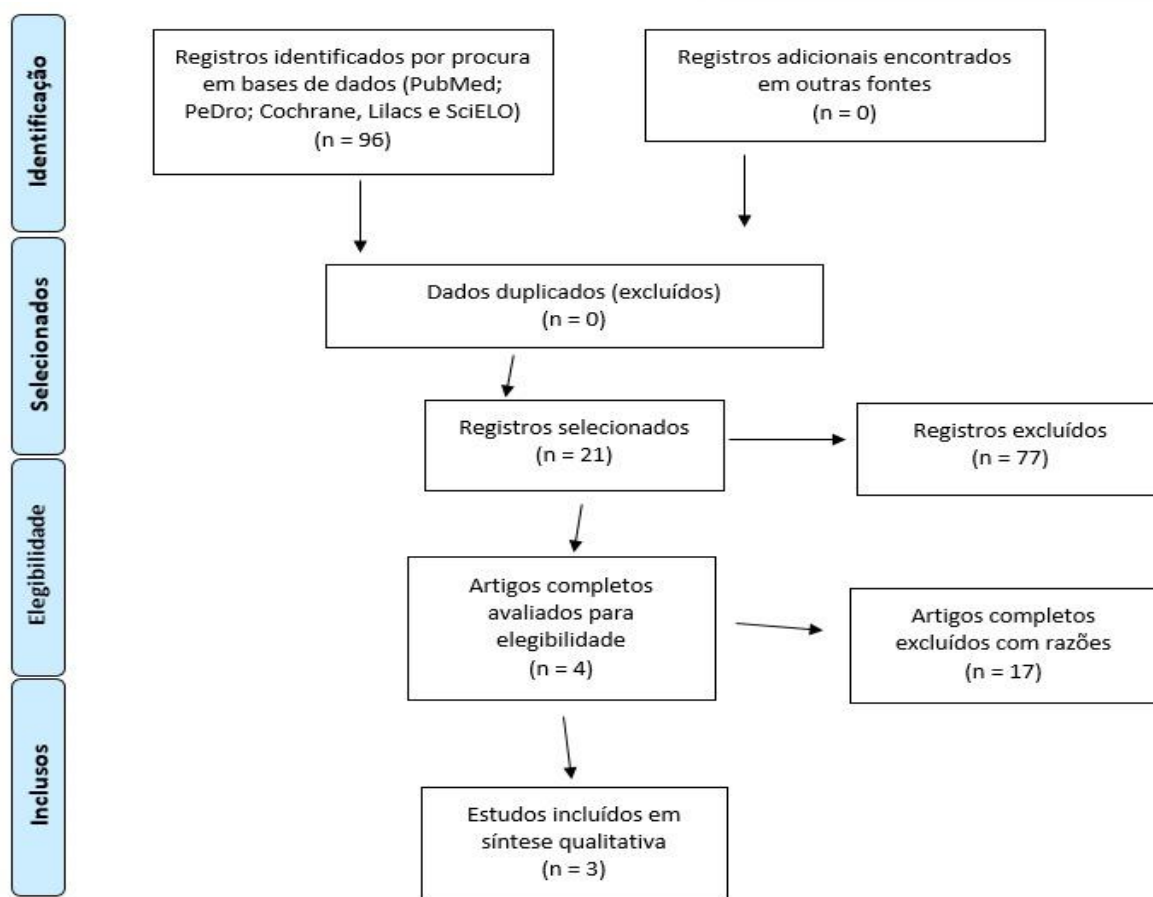 Identificação
Registros identificados por procura
em bases de dados (PubMed;
PeDro; Cochrane, Lilacs e SciELO)
(n = 96)
Registros adicionais encontrados
em outras fontes
(n = 0)
Selecionados
Dados duplicados (excluídos)
(n = 0)
Registros selecionados
(n = 21)
Registros excluídos
(n = 77)
Elegibilidade
Artigos completos
avaliados para
elegibilidade
(n = 4)
Artigos completos
excluídos com razões
(n = 17)
Inclusos
Estudos incluídos em
síntese qualitativa
(n = 3)